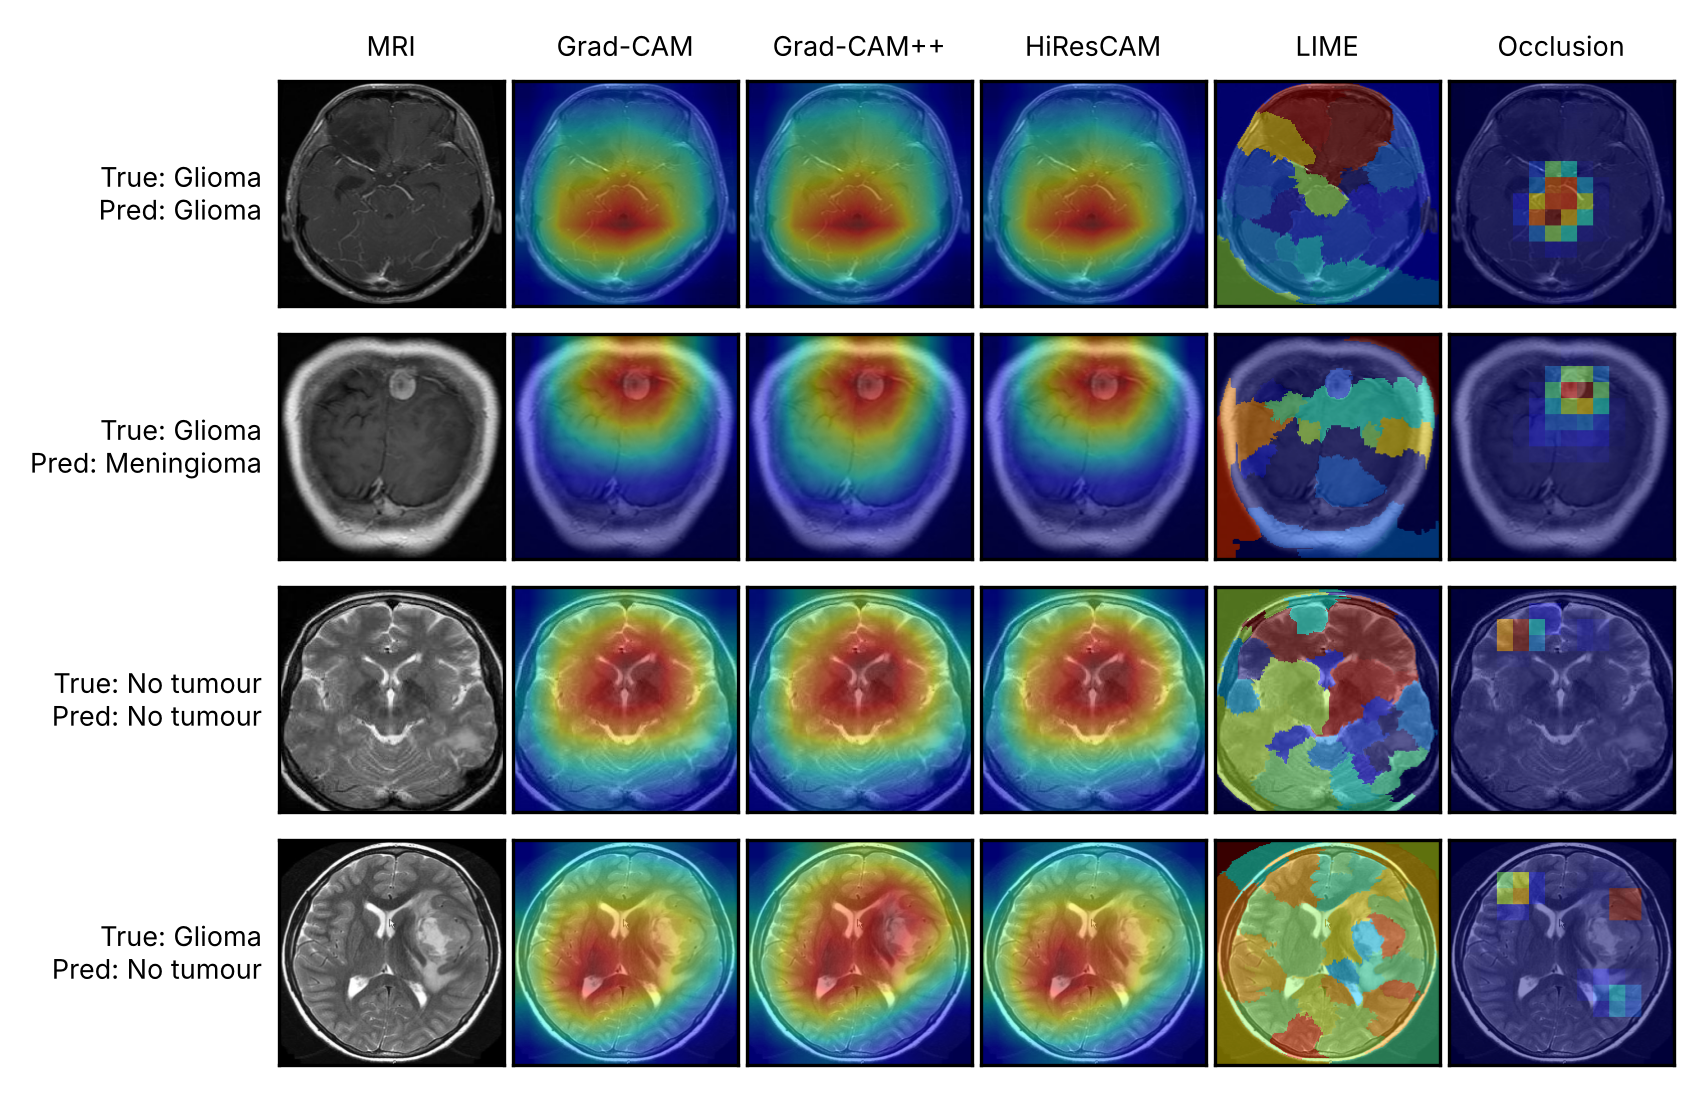 MRI Grad-CAM Grad-CAM++ HiResCAM LIME Occlusion
True: Glioma
Pred: Glioma
True: Glioma
Pred: Meningioma
True: No tumour
Pred: No tumour
True: Glioma
Pred: No tumour